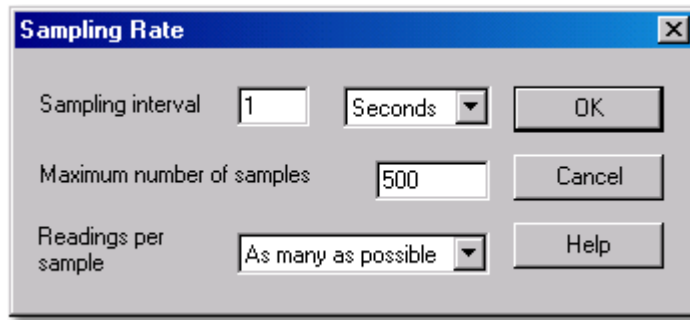 Sampling Rate
Sampling interval 1 Seconds OK
Maximum number of samples 500 Cancel
Readings per
sample As many as possible Help